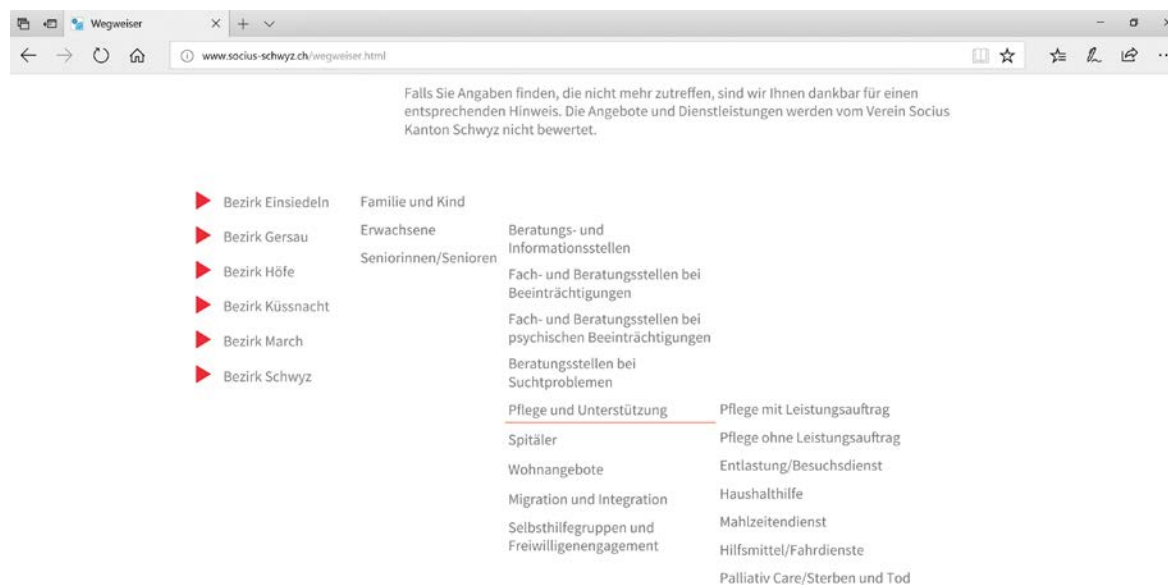 Wegweiser
www.socius-schwyz.ch/wegweiser.html
Falls Sie Angaben finden, die nicht mehr zutreffen, sind wir Ihnen dankbar für einen
entsprechenden Hinweis. Die Angebote und Dienstleistungen werden vom Verein Socius
Kanton Schwyz nicht bewertet.
Bezirk Einsiedeln
Bezirk Gersau
Bezirk Höfe
Bezirk Küssnacht
Bezirk March
Bezirk Schwyz
Familie und Kind
Erwachsene
Seniorinnen/Senioren
Beratungs- und
Informationsstellen
Fach- und Beratungsstellen bei
Beeinträchtigungen
Fach- und Beratungsstellen bei
psychischen Beeinträchtigungen
Beratungsstellen bei
Suchtproblemen
Pflege und Unterstützung
Spitäler
Wohnangebote
Migration und Integration
Selbsthilfegruppen und
Freiwilligenengagement
Pflege mit Leistungsauftrag
Pflege ohne Leistungsauftrag
Entlastung/Besuchsdienst
Haushalthilfe
Mahlzeitendienst
Hilfsmittel/Fahrdienste
Palliativ Care/Sterben und Tod